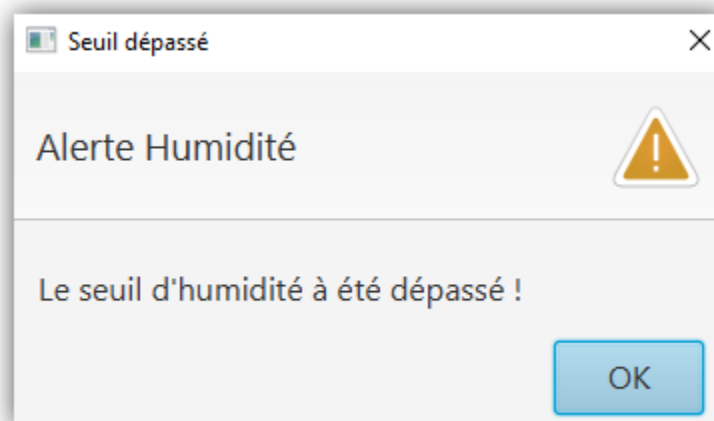 Seuil dépassé
Alerte Humidité
Le seuil d'humidité à été dépassé !
OK